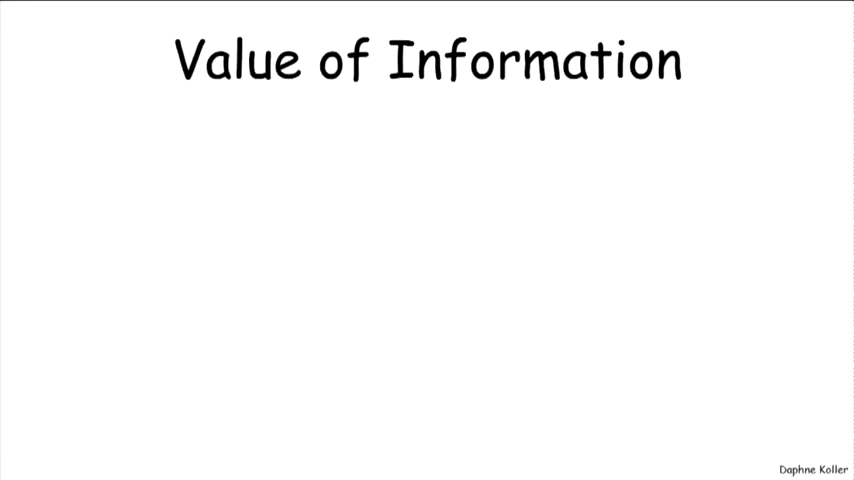 Value of Information
Daphne Koller